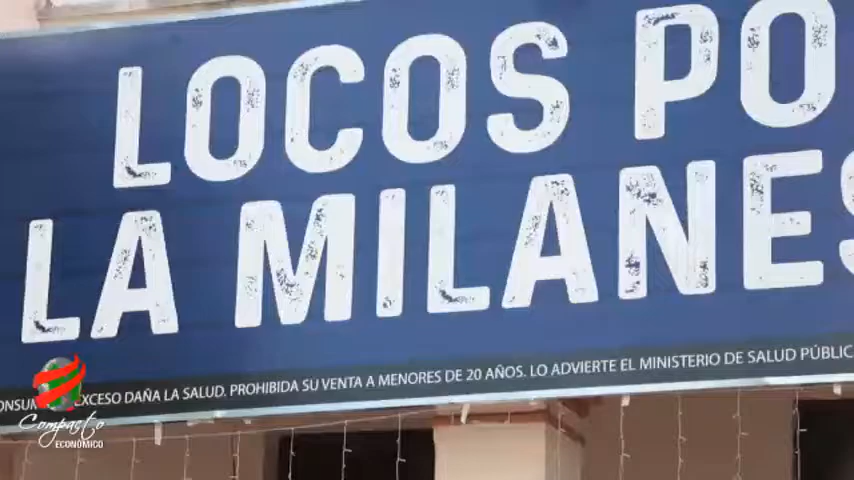 LOCOS PO
LA MILANES
EXCESO DAÑA LA SALUD. PROHIBIDA SU VENTA A MENORES DE 20 AÑOS. LO ADVIERTE EL MINISTERIO DE SALUD PÚBLIC
Compacto
ECONÓMICO